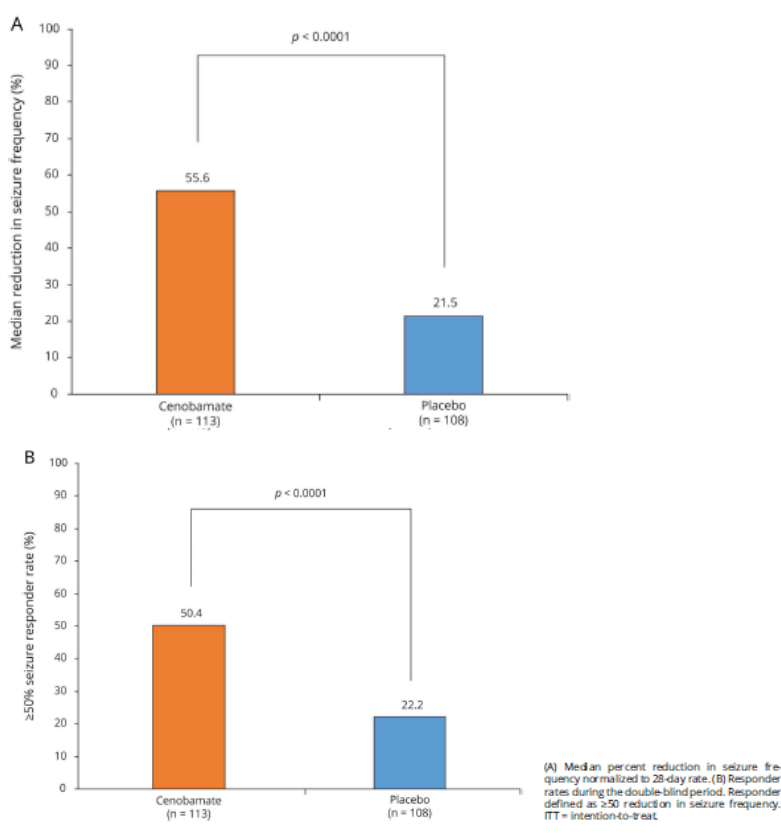 A
Median reduction in seizure frequency (%)
100
90
80
70
60
50
40
30
20
10
0
p < 0.0001
55.6
21.5
Cenobamate
(n = 113)
Placebo
(n = 108)
B
≥50% seizure responder rate (%)
100
90
80
70
60
50
40
30
20
10
0
p < 0.0001
50.4
22.2
Cenobamate
(n = 113)
Placebo
(n = 108)
(A) Median percent reduction in seizure fre-
quency normalized to 28-day rate. (B) Responder
rates during the double-blind period. Responder
defined as ≥50 reduction in seizure frequency.
ITT = intention-to-treat.